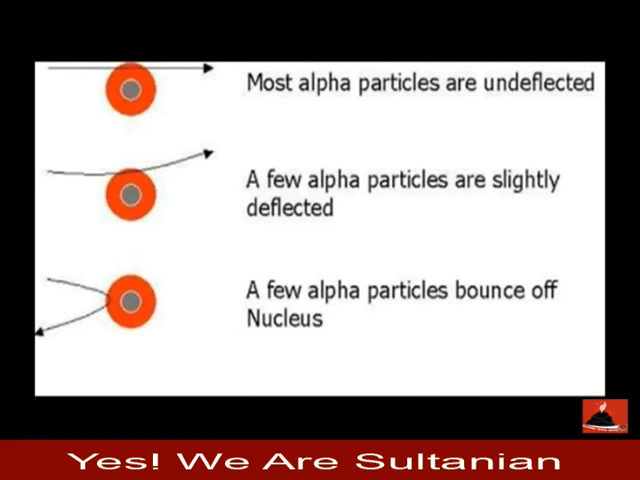 Most alpha particles are undeflected
A few alpha particles are slightly
deflected
A few alpha particles bounce off
Nucleus
Yes! We Are Sultanian